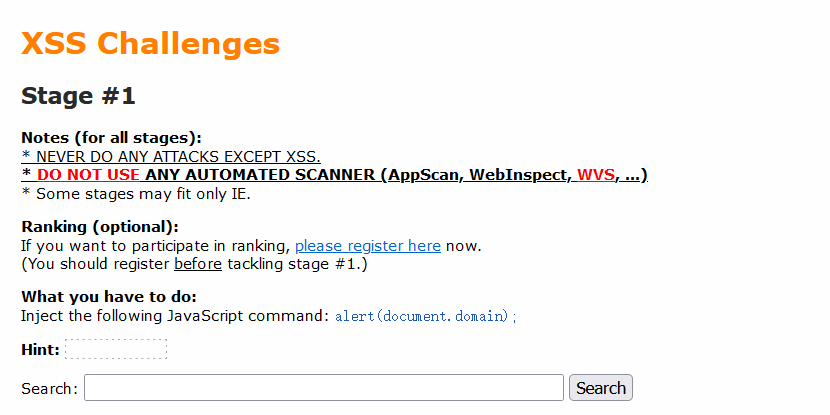 XSS Challenges
Stage #1
Notes (for all stages):
* NEVER DO ANY ATTACKS EXCEPT XSS.
* DO NOT USE ANY AUTOMATED SCANNER (AppScan, WebInspect, WVS, ...)
* Some stages may fit only IE.
Ranking (optional):
If you want to participate in ranking, please register here now.
(You should register before tackling stage #1.)
What you have to do:
Inject the following JavaScript command: alert(document.domain);
Hint:
Search: Search